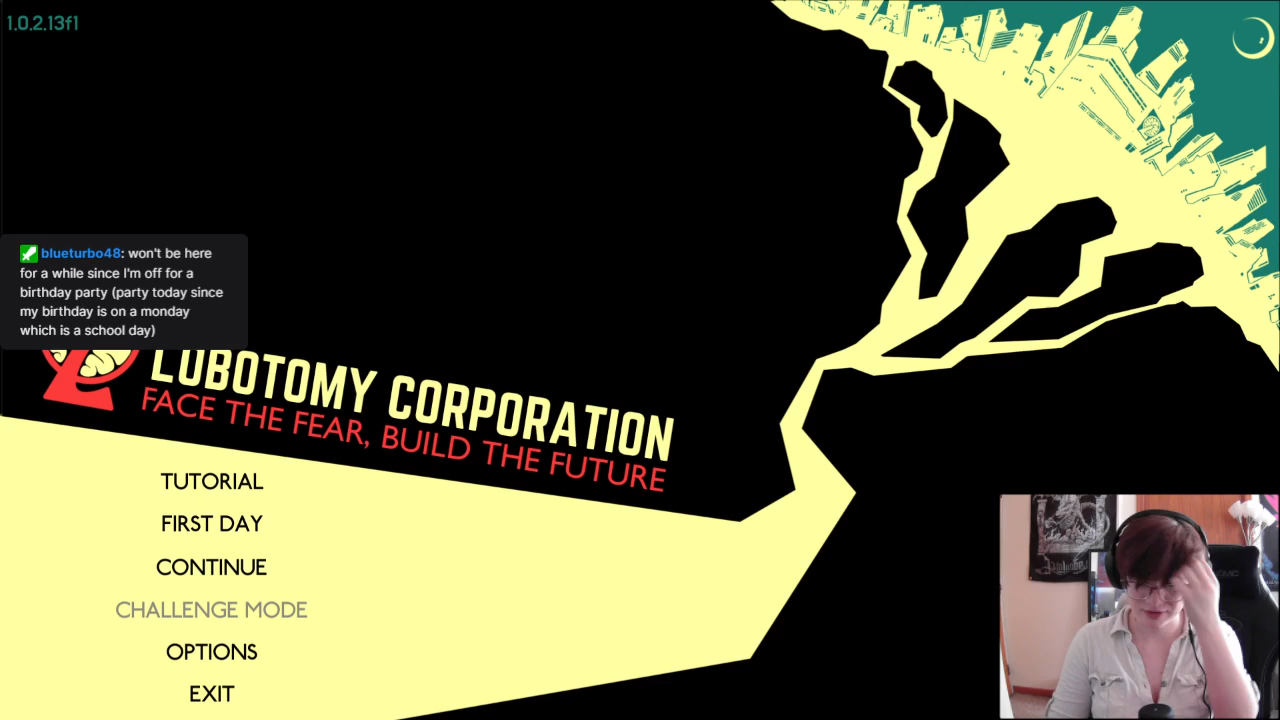 1.0.2.13f1
blueturbo48: won't be here
for a while since I'm off for a
birthday party (party today since
my birthday is on a monday
which is a school day)
LOBOTOMY CORPORATION
FACE THE FEAR, BUILD THE FUTURE
TUTORIAL
FIRST DAY
CONTINUE
CHALLENGE MODE
OPTIONS
EXIT